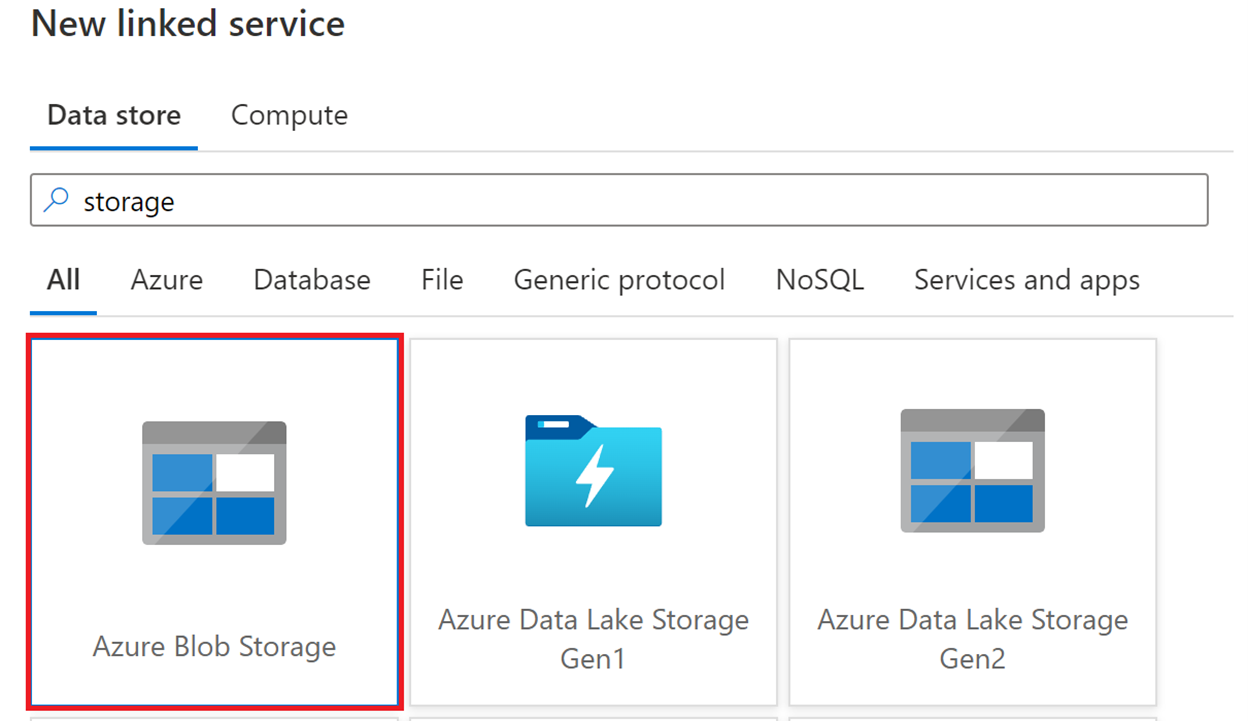 New linked service
Data store
Compute
storage
All
Azure
Database
File
Generic protocol
NoSQL
Services and apps
Azure Blob Storage
Azure Data Lake Storage
Gen1
Azure Data Lake Storage
Gen2